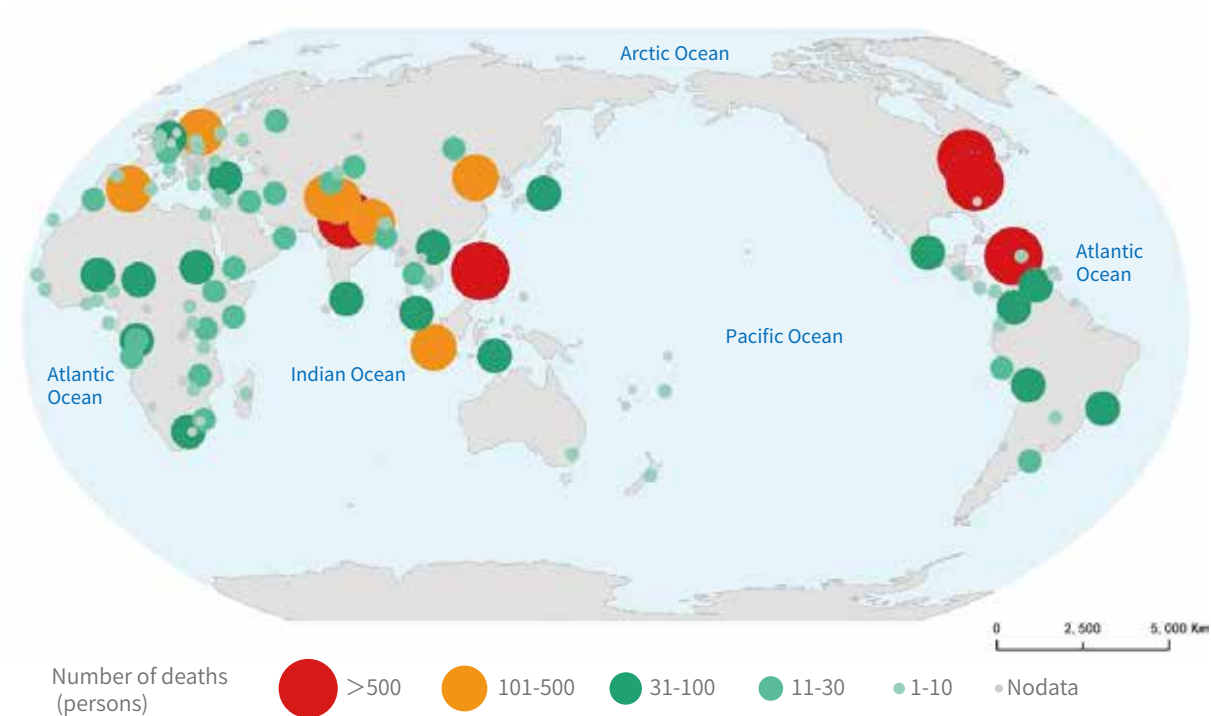 Arctic Ocean
Atlantic
Ocean
Pacific Ocean
Atlantic
Ocean
Indian Ocean
0 2,500 5,000 Km
Number of deaths
(persons)
>500 101-500 31-100 11-30 1-10 Nodata